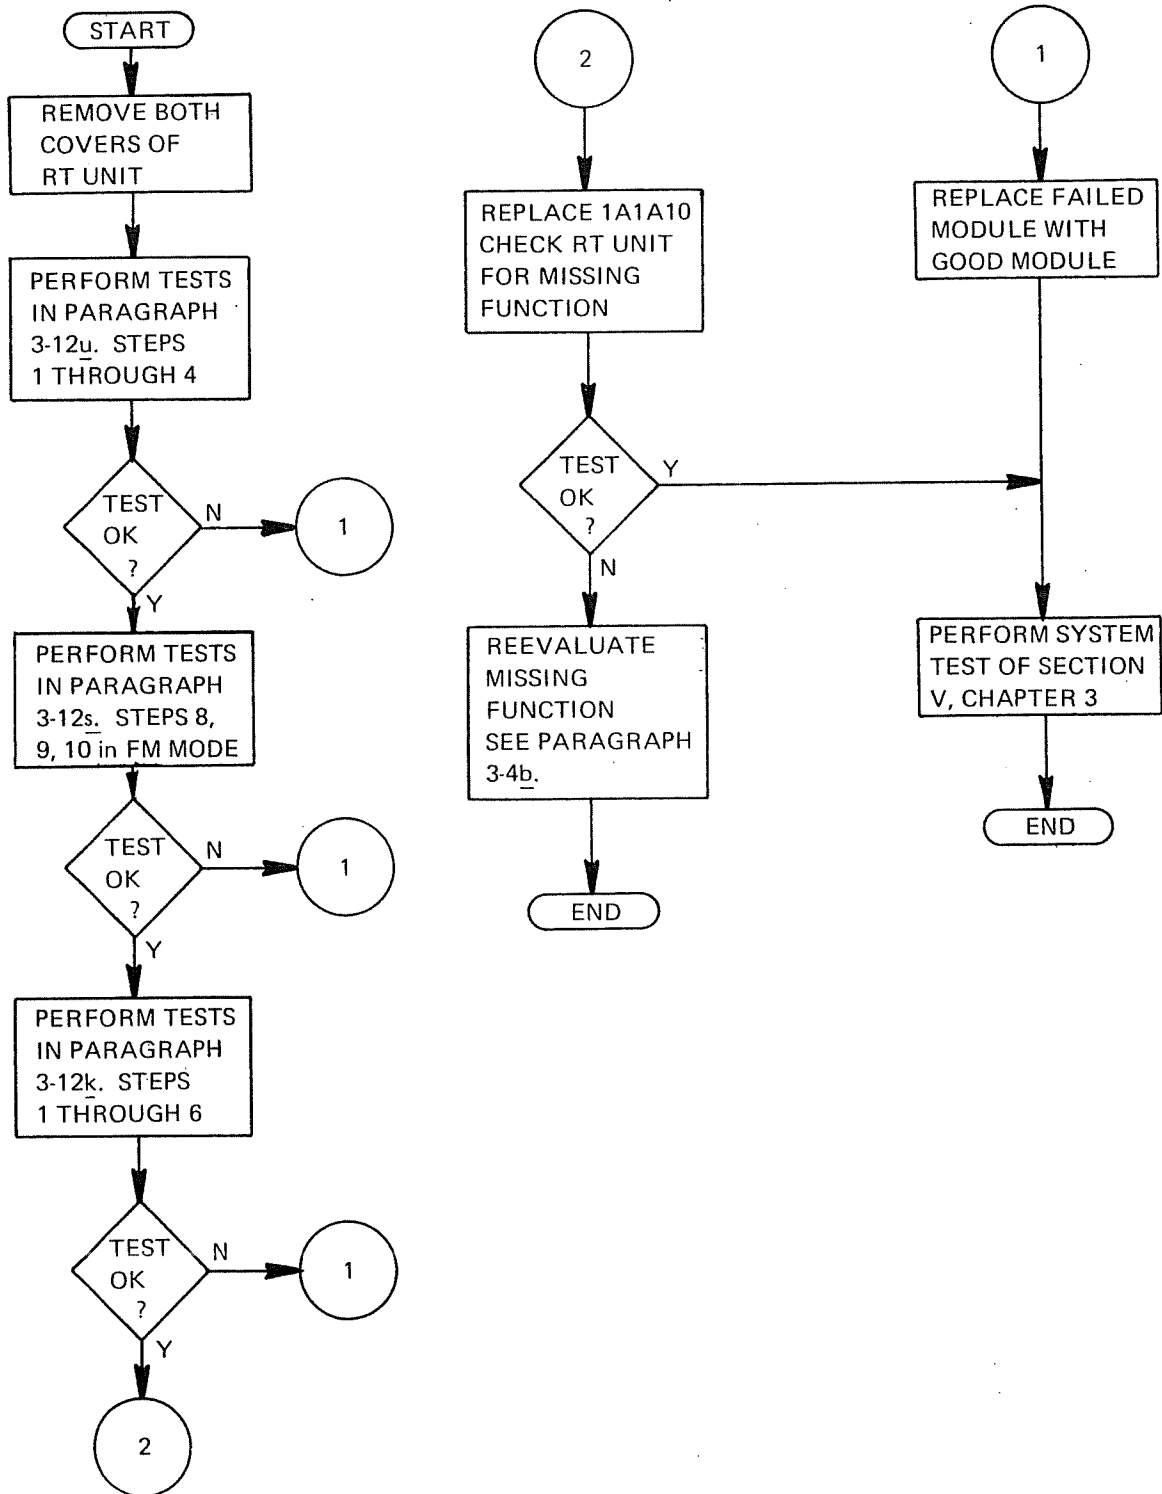 START
REMOVE BOTH
COVERS OF
RT UNIT
PERFORM TESTS
IN PARAGRAPH
3-12u. STEPS
1 THROUGH 4
TEST
OK
?
N
1
Y
PERFORM TESTS
IN PARAGRAPH
3-12s. STEPS 8,
9, 10 in FM MODE
TEST
OK
?
N
1
Y
PERFORM TESTS
IN PARAGRAPH
3-12k. STEPS
1 THROUGH 6
TEST
OK
?
N
1
Y
2
2
REPLACE 1A1A10
CHECK RT UNIT
FOR MISSING
FUNCTION
TEST
OK
?
Y
N
REEVALUATE
MISSING
FUNCTION
SEE PARAGRAPH
3-4b.
END
1
REPLACE FAILED
MODULE WITH
GOOD MODULE
PERFORM SYSTEM
TEST OF SECTION
V, CHAPTER 3
END